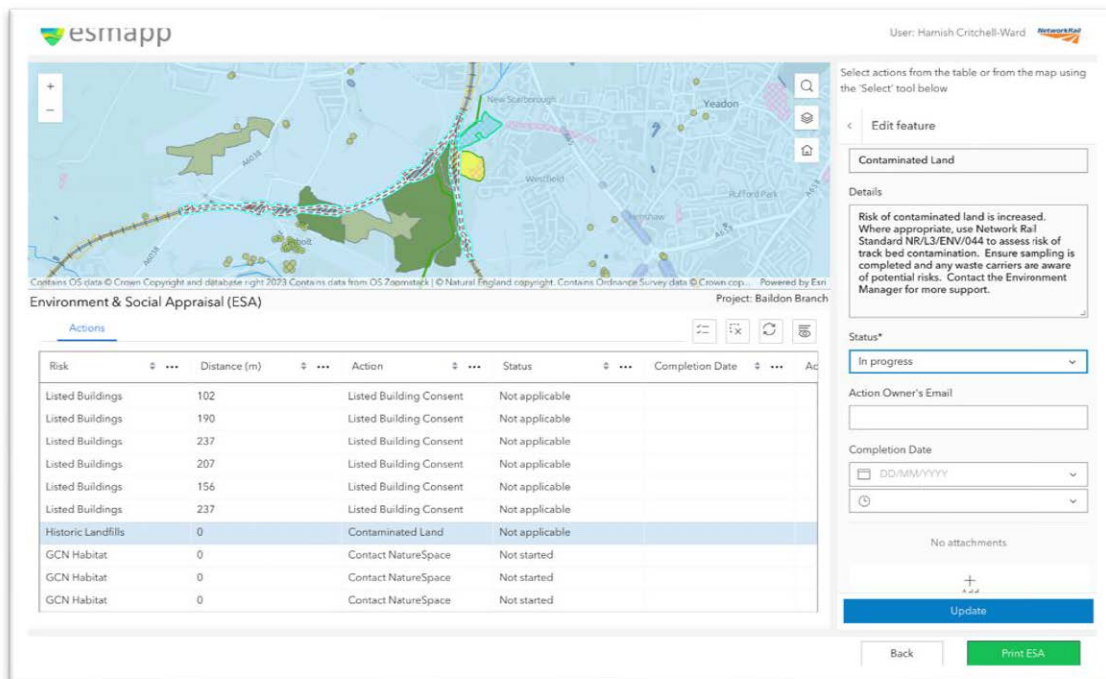 esmapp
User: Hamish Critchell-Ward
NetworkRail
Select actions from the table or from the map using
the 'Select' tool below
Edit feature
New Scarborough
Yeadon
A6038
Westfield
Rufford Park
A658
Contains OS data © Crown Copyright and database right 2023 Contains data from OS Zoomstack | © Natural England copyright. Contains Ordnance Survey data © Crown cop... Powered by Esri
Environment & Social Appraisal (ESA)
Project: Baildon Branch
Actions
Risk Distance (m) Action Status Completion Date Ac
Listed Buildings 102 Listed Building Consent Not applicable
Listed Buildings 190 Listed Building Consent Not applicable
Listed Buildings 237 Listed Building Consent Not applicable
Listed Buildings 207 Listed Building Consent Not applicable
Listed Buildings 156 Listed Building Consent Not applicable
Listed Buildings 237 Listed Building Consent Not applicable
Historic Landfills 0 Contaminated Land Not applicable
GCN Habitat 0 Contact NatureSpace Not started
GCN Habitat 0 Contact NatureSpace Not started
GCN Habitat 0 Contact NatureSpace Not started
Contaminated Land
Details
Risk of contaminated land is increased.
Where appropriate, use Network Rail
Standard NR/L3/ENV/044 to assess risk of
track bed contamination. Ensure sampling is
completed and any waste carriers are aware
of potential risks. Contact the Environment
Manager for more support.
Status*
In progress
Action Owner's Email
Completion Date
DD/MM/YYYY
No attachments
Add
Update
Back
Print ESA